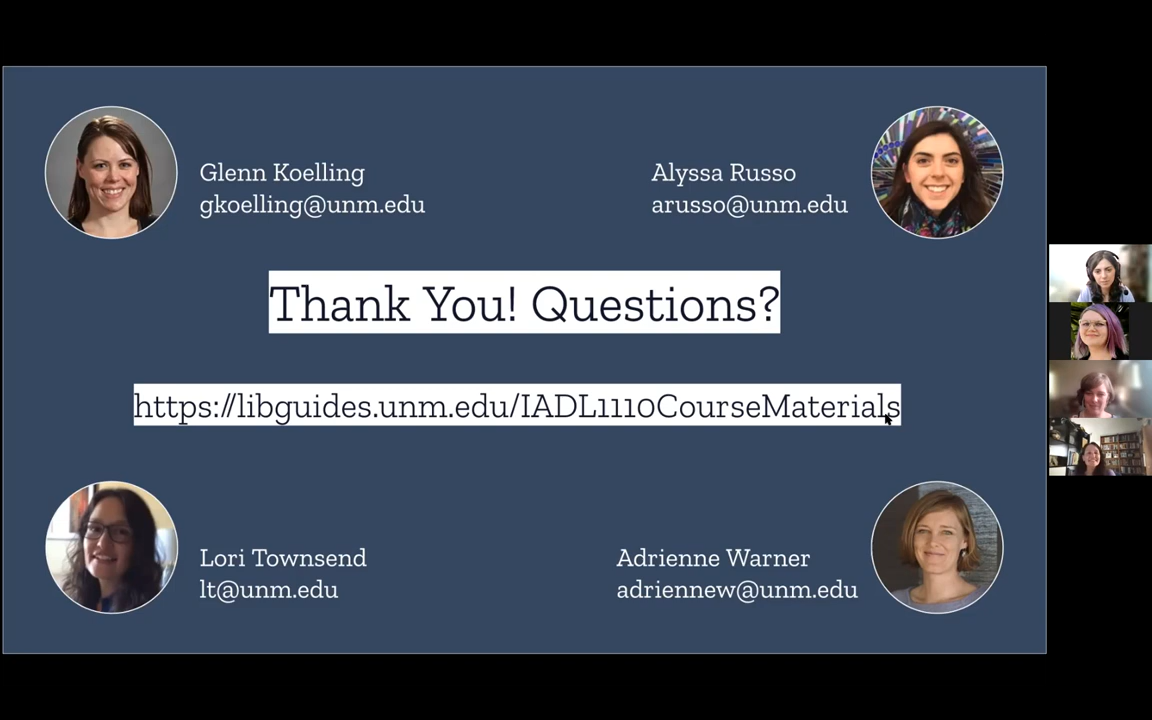 Glenn Koelling
gkoelling@unm.edu
Alyssa Russo
arusso@unm.edu
Thank You! Questions?
https://libguides.unm.edu/IADL1110CourseMaterials
Lori Townsend
lt@unm.edu
Adrienne Warner
adriennew@unm.edu